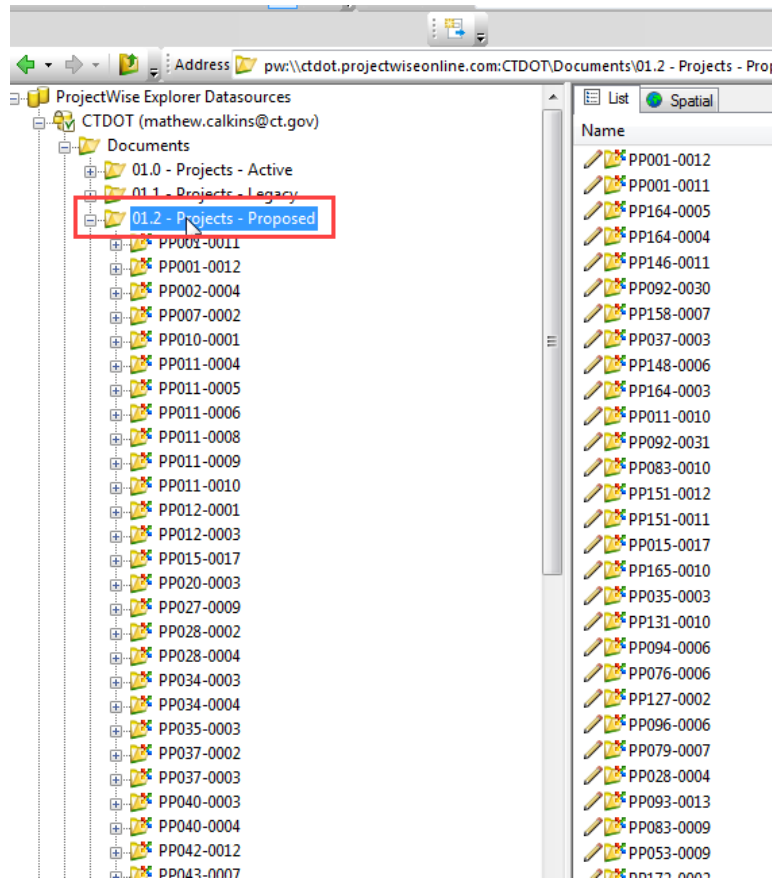 Address pw:\\ctdot.projectwiseonline.com:CTDOT\Documents\01.2 - Projects - Prop
ProjectWise Explorer Datasources
CTDOT (mathew.calkins@ct.gov)
Documents
01.0 - Projects - Active
01.1 - Projects - Legacy
01.2 - Projects - Proposed
PP001-0011
PP001-0012
PP002-0004
PP007-0002
PP010-0001
PP011-0004
PP011-0005
PP011-0006
PP011-0008
PP011-0009
PP011-0010
PP012-0001
PP012-0003
PP015-0017
PP020-0003
PP027-0009
PP028-0002
PP028-0004
PP034-0003
PP034-0004
PP035-0003
PP037-0002
PP037-0003
PP040-0003
PP040-0004
PP042-0012
PP043-0007
List Spatial
Name
PP001-0012
PP001-0011
PP164-0005
PP164-0004
PP146-0011
PP092-0030
PP158-0007
PP037-0003
PP148-0006
PP164-0003
PP011-0010
PP092-0031
PP083-0010
PP151-0012
PP151-0011
PP015-0017
PP165-0010
PP035-0003
PP131-0010
PP094-0006
PP076-0006
PP127-0002
PP096-0006
PP079-0007
PP028-0004
PP093-0013
PP083-0009
PP053-0009